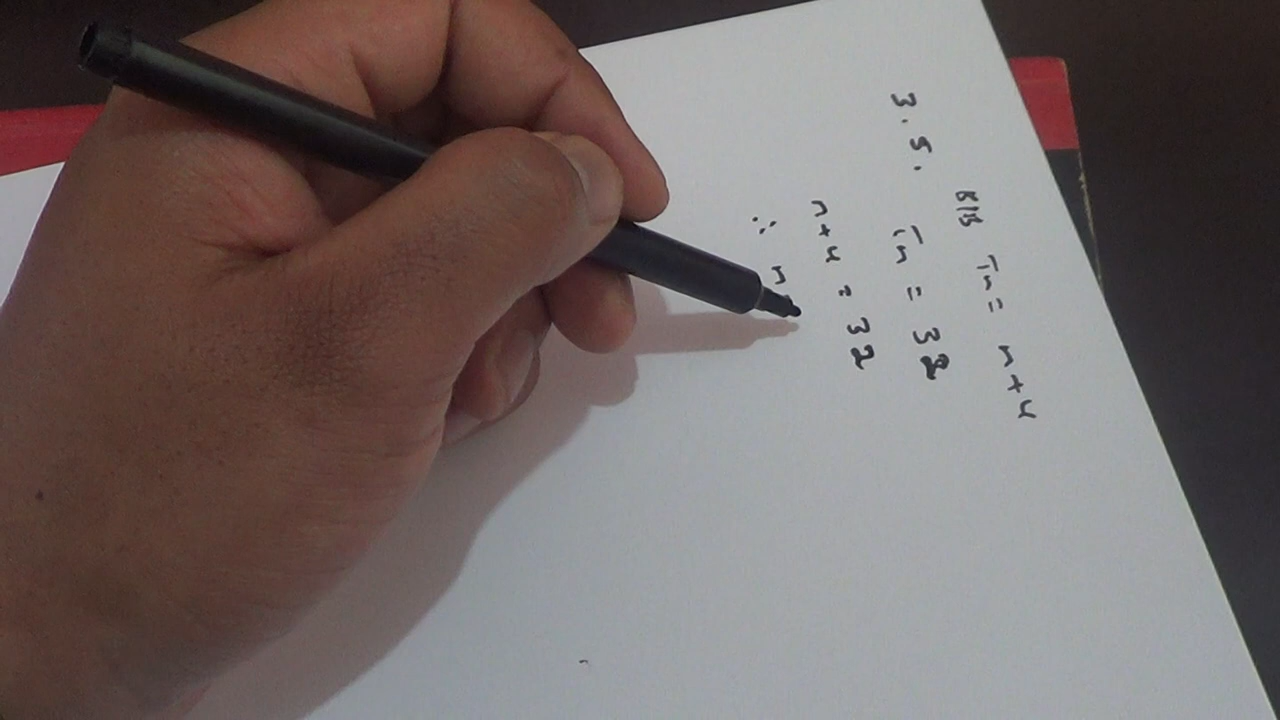 B/B Tn = n+4
3.5. Tn = 32
n+4 = 32
∴ n